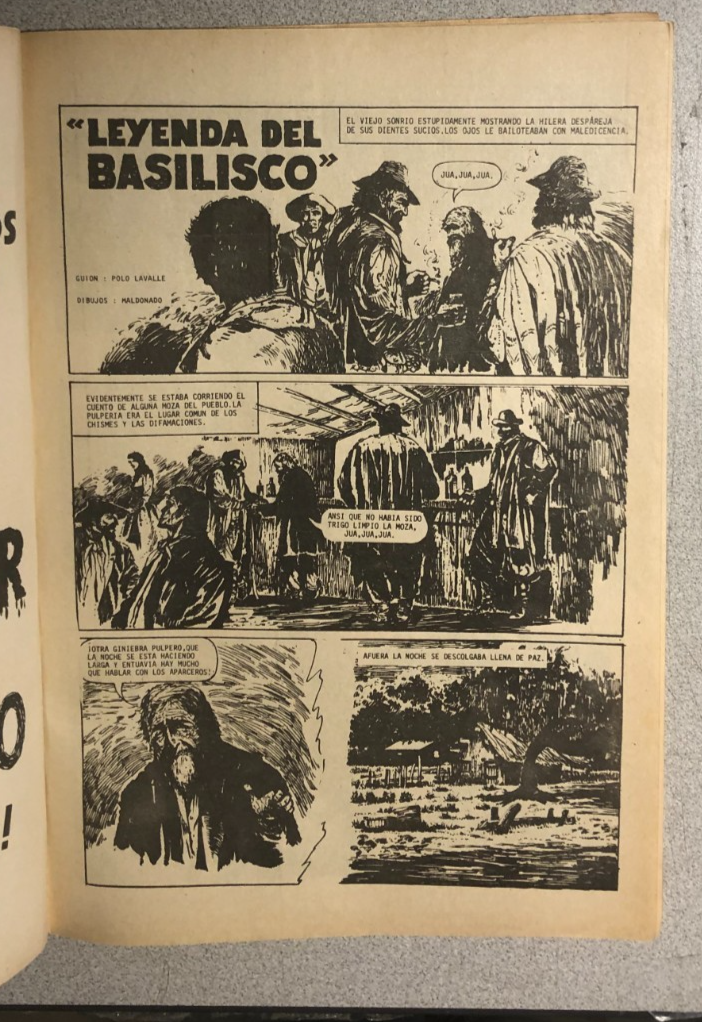 «LEYENDA DEL
BASILISCO»
EL VIEJO SONRIO ESTUPIDAMENTE MOSTRANDO LA HILERA DESPAREJA
DE SUS DIENTES SUCIOS.LOS OJOS LE BAILOTEABAN CON MALEDICENCIA.
JUA,JUA,JUA.
GUION : POLO LAVALLE
DIBUJOS : MALDONADO
EVIDENTEMENTE SE ESTABA CORRIENDO EL
CUENTO DE ALGUNA MOZA DEL PUEBLO.LA
PULPERIA ERA EL LUGAR COMUN DE LOS
CHISMES Y LAS DIFAMACIONES.
ANSI QUE NO HABIA SIDO
TRIGO LIMPIO LA MOZA,
JUA,JUA,JUA.
¡OTRA GINIEBRA PULPERO,QUE
LA NOCHE SE ESTA HACIENDO
LARGA Y ENTUAVIA HAY MUCHO
QUE HABLAR CON LOS APARCEROS!
AFUERA LA NOCHE SE DESCOLGABA LLENA DE PAZ.
S
R
O
!